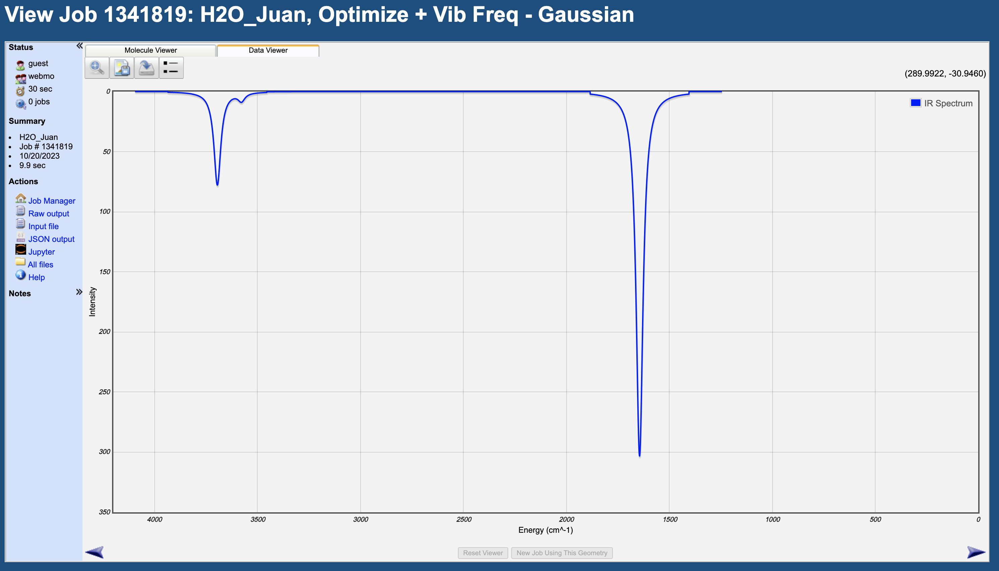 View Job 1341819: H2O_Juan, Optimize + Vib Freq - Gaussian
Status
guest
webmo
30 sec
0 jobs
Summary
H2O_Juan
Job # 1341819
10/20/2023
9.9 sec
Actions
Job Manager
Raw output
Input file
JSON output
Jupyter
All files
Help
Notes
Molecule Viewer
Data Viewer
(289.9922, -30.9460)
IR Spectrum
Intensity
0
50
100
150
200
250
300
350
4000 3500 3000 2500 2000 1500 1000 500 0
Energy (cm^-1)
Reset Viewer
New Job Using This Geometry